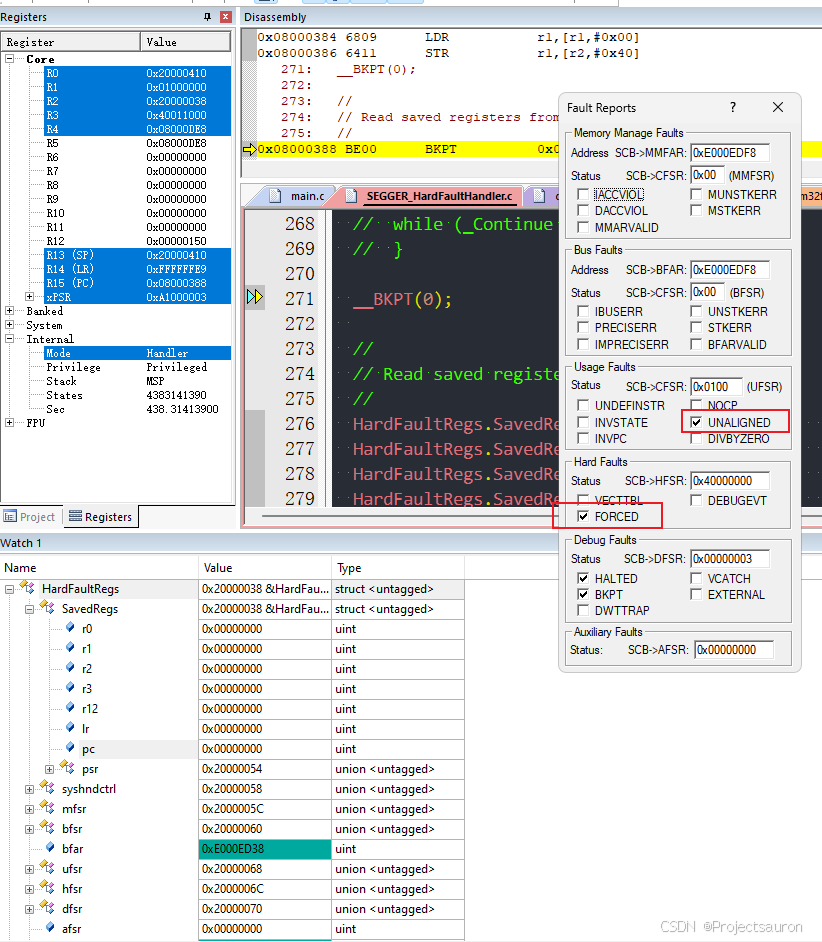 Registers
Register Value
Core
R0 0x20000410
R1 0x01000000
R2 0x20000038
R3 0x40011000
R4 0x08000DE8
R5 0x08000DE8
R6 0x00000000
R7 0x00000000
R8 0x00000000
R9 0x00000000
R10 0x00000000
R11 0x00000000
R12 0x00000150
R13 (SP) 0x20000410
R14 (LR) 0xFFFFFFE9
R15 (PC) 0x08000388
xPSR 0xA1000003
Banked
System
Internal
Mode Handler
Privilege Privileged
Stack MSP
States 4383141390
Sec 438.31413900
FPU
Project Registers
Disassembly
0x08000384 6809 LDR r1,[r1,#0x00]
0x08000386 6411 STR r1,[r2,#0x40]
271: __BKPT(0);
272:
273: //
274: // Read saved registers from
275: //
0x08000388 BE00 BKPT 0x0
main.c SEGGER_HardFaultHandler.c
268 // while (_Continue
269 // }
270
271 __BKPT(0);
272
273 //
274 // Read saved registe
275 //
276 HardFaultRegs.SavedRe
277 HardFaultRegs.SavedRe
278 HardFaultRegs.SavedRe
279 HardFaultRegs.SavedRe
Fault Reports ?
Memory Manage Faults
Address SCB->MMFAR: 0xE000EDF8
Status SCB->CFSR: 0x00 (MMFSR)
IACCVIOL MUNSTKERR
DACCVIOL MSTKERR
MMARVALID
Bus Faults
Address SCB->BFAR: 0xE000EDF8
Status SCB->CFSR: 0x00 (BFSR)
IBUSERR UNSTKERR
PRECISERR STKERR
IMPRECISERR BFARVALID
Usage Faults
Status SCB->CFSR: 0x0100 (UFSR)
UNDEFINSTR NOCP
INVSTATE UNALIGNED
INVPC DIVBYZERO
Hard Faults
Status SCB->HFSR: 0x40000000
VECTTBL DEBUGEVT
FORCED
Debug Faults
Status SCB->DFSR: 0x00000003
HALTED VCATCH
BKPT EXTERNAL
DWTTRAP
Auxiliary Faults
Status: SCB->AFSR: 0x00000000
Watch 1
Name Value Type
HardFaultRegs 0x20000038 &HardFau... struct <untagged>
SavedRegs 0x20000038 &HardFau... struct <untagged>
r0 0x00000000 uint
r1 0x00000000 uint
r2 0x00000000 uint
r3 0x00000000 uint
r12 0x00000000 uint
lr 0x00000000 uint
pc 0x00000000 uint
psr 0x20000054 union <untagged>
syshndctrl 0x20000058 union <untagged>
mfsr 0x2000005C union <untagged>
bfsr 0x20000060 union <untagged>
bfar 0xE000ED38 uint
ufsr 0x20000068 union <untagged>
hfsr 0x2000006C union <untagged>
dfsr 0x20000070 union <untagged>
afsr 0x00000000 uint
CSDN @Projectsauron